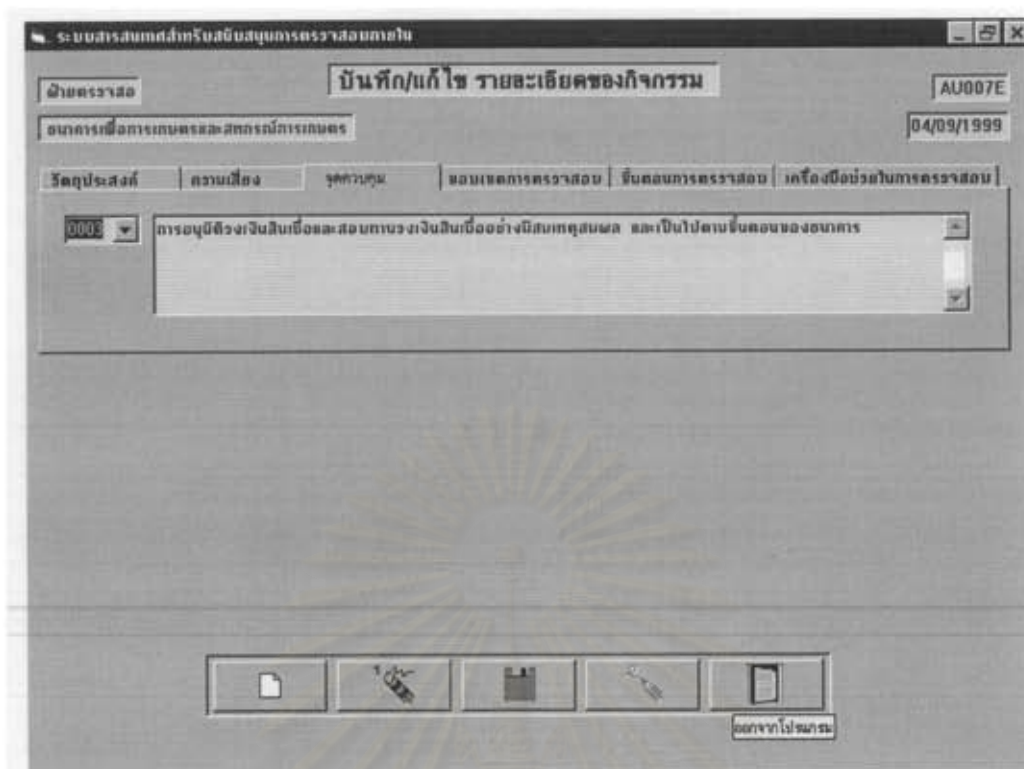 ระบบสารสนเทศสำหรับสนับสนุนการตรวจสอบภายใน
บันทึก/แก้ไข รายละเอียดของกิจกรรม
ฝ่ายตรวจสอ
AU007E
ธนาคารเพื่อการเกษตรและสหกรณ์การเกษตร
04/09/1999
วัตถุประสงค์ ความเสี่ยง จุดควบคุม ขอบเขตการตรวจสอบ ขั้นตอนการตรวจสอบ เครื่องมือช่วยในการตรวจสอบ
0003 การอนุมัติวงเงินสินเชื่อและสอบทานวงเงินสินเชื่ออย่างมีสมเหตุสมผล และเป็นไปตามขั้นตอนของธนาคาร
ออกจากโปรแกรม